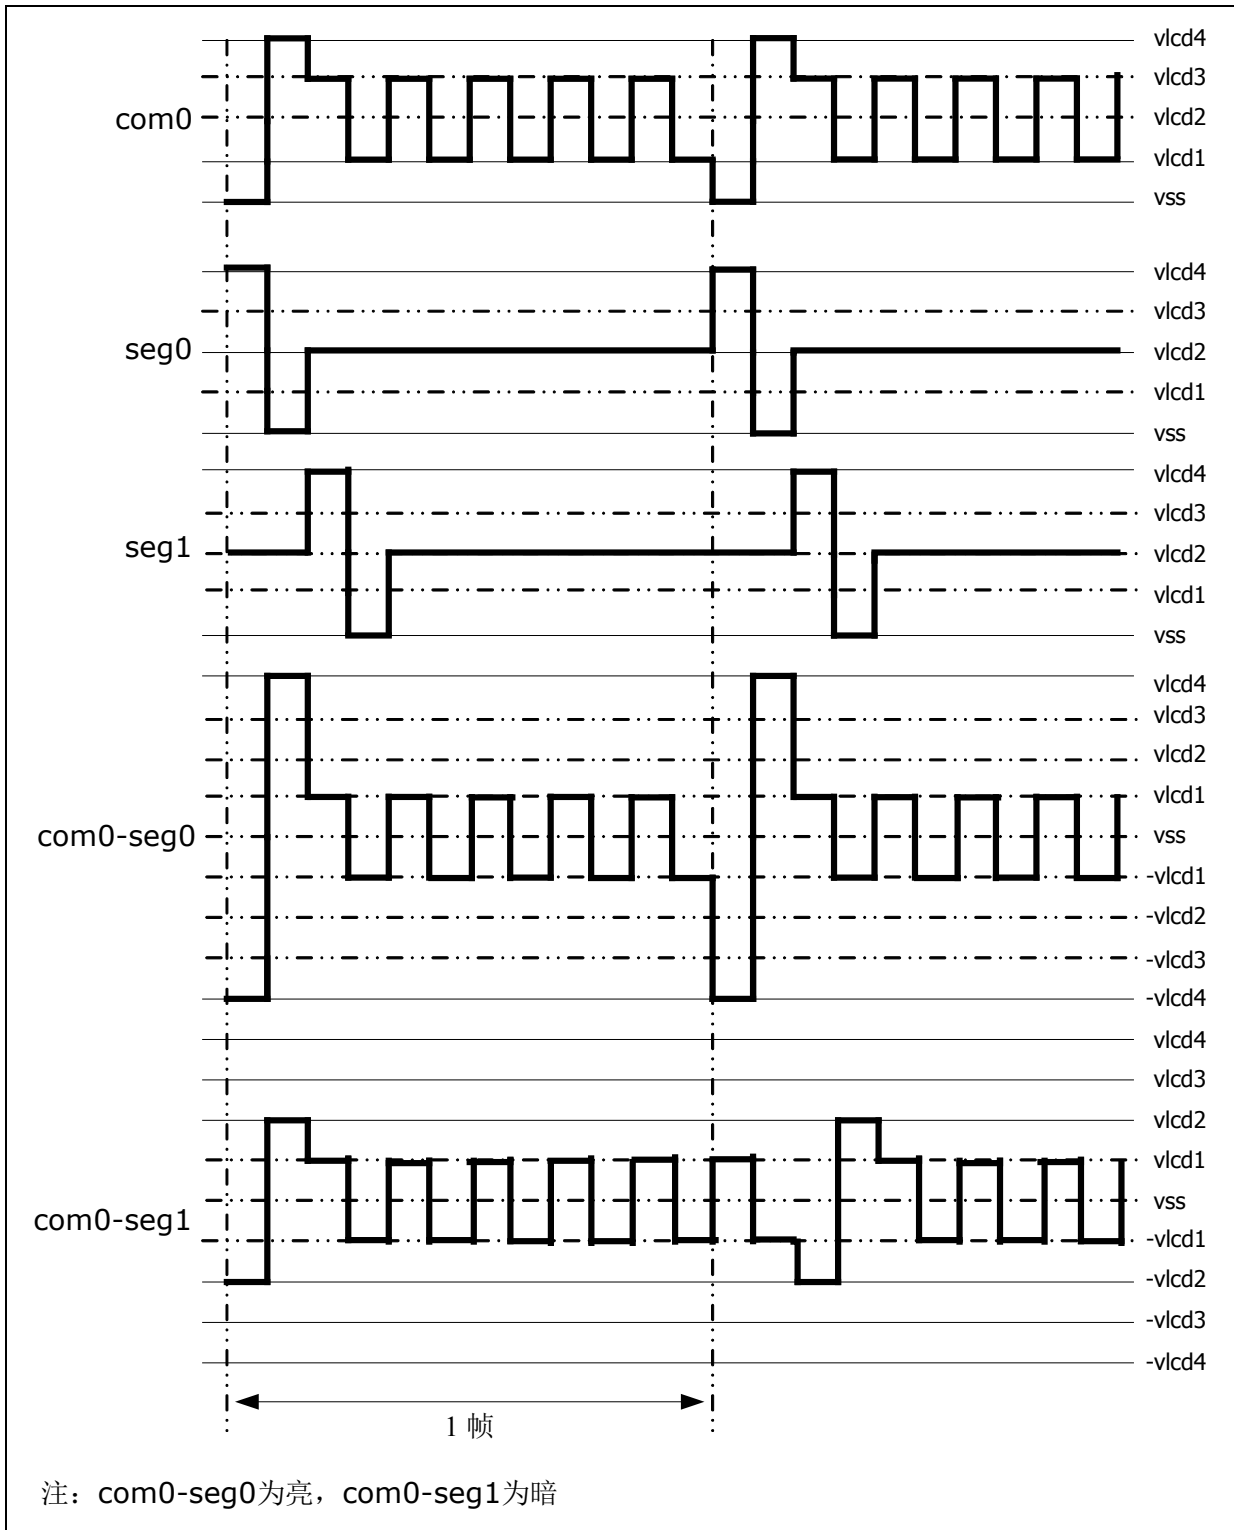 vlcd4
vlcd3
com0
vlcd2
vlcd1
vss
vlcd4
vlcd3
seg0
vlcd2
vlcd1
vss
vlcd4
vlcd3
seg1
vlcd2
vlcd1
vss
vlcd4
vlcd3
vlcd2
vlcd1
com0-seg0
vss
-vlcd1
-vlcd2
-vlcd3
-vlcd4
vlcd4
vlcd3
vlcd2
vlcd1
vss
com0-seg1
-vlcd1
-vlcd2
-vlcd3
-vlcd4
1 帧
注：com0-seg0为亮，com0-seg1为暗